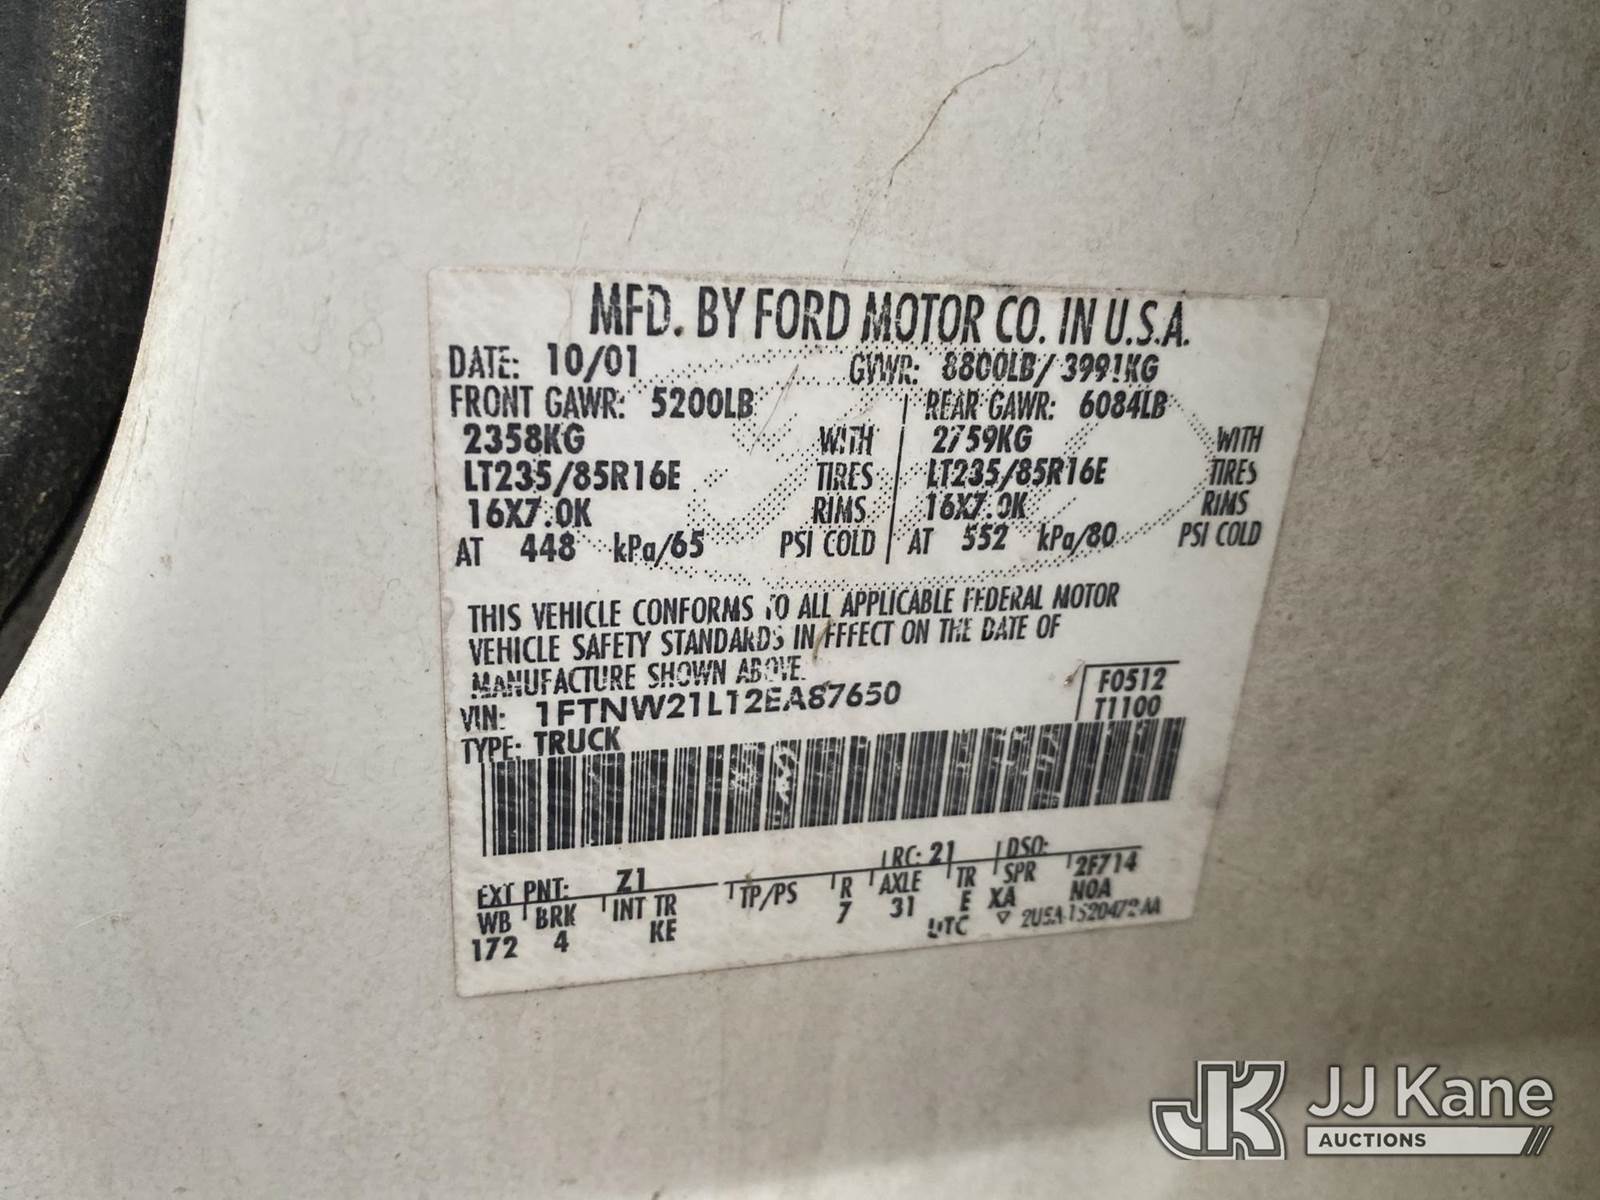 MFD. BY FORD MOTOR CO. IN U.S.A.
DATE: 10/01 GVWR: 8800LB/ 3991KG
FRONT GAWR: 5200LB REAR GAWR: 6084LB
2358KG WITH 2759KG WITH
LT235/85R16E TIRES LT235/85R16E TIRES
16X7.0K RIMS 16X7.0K RIMS
AT 448 kPa/65 PSI COLD AT 552 kPa/80 PSI COLD
THIS VEHICLE CONFORMS TO ALL APPLICABLE FEDERAL MOTOR
VEHICLE SAFETY STANDARDS IN EFFECT ON THE DATE OF
MANUFACTURE SHOWN ABOVE.
VIN: 1FTNW21L12EA87650 F0512
TYPE: TRUCK T1100
EXT PNT: Z1 RC: 21 DSO:
WB BRK INT TR TP/PS R AXLE TR SPR 2F714
172 4 KE 7 31 E XA NOA
UTC ▽ 2U5A-1520472-AA
JK JJ Kane
AUCTIONS